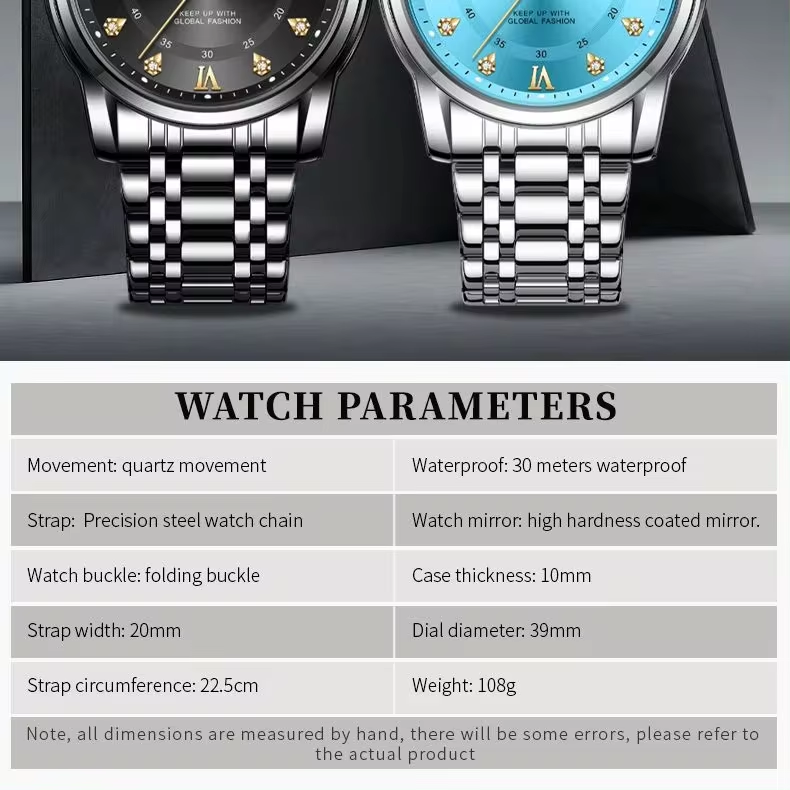 KEEP UP WITH
GLOBAL FASHION
40
35
30
25
20
VI
KEEP UP WITH
GLOBAL FASHION
40
35
30
25
20
VI
WATCH PARAMETERS
Movement: quartz movement
Waterproof: 30 meters waterproof
Strap: Precision steel watch chain
Watch mirror: high hardness coated mirror.
Watch buckle: folding buckle
Case thickness: 10mm
Strap width: 20mm
Dial diameter: 39mm
Strap circumference: 22.5cm
Weight: 108g
Note, all dimensions are measured by hand, there will be some errors, please refer to
the actual product